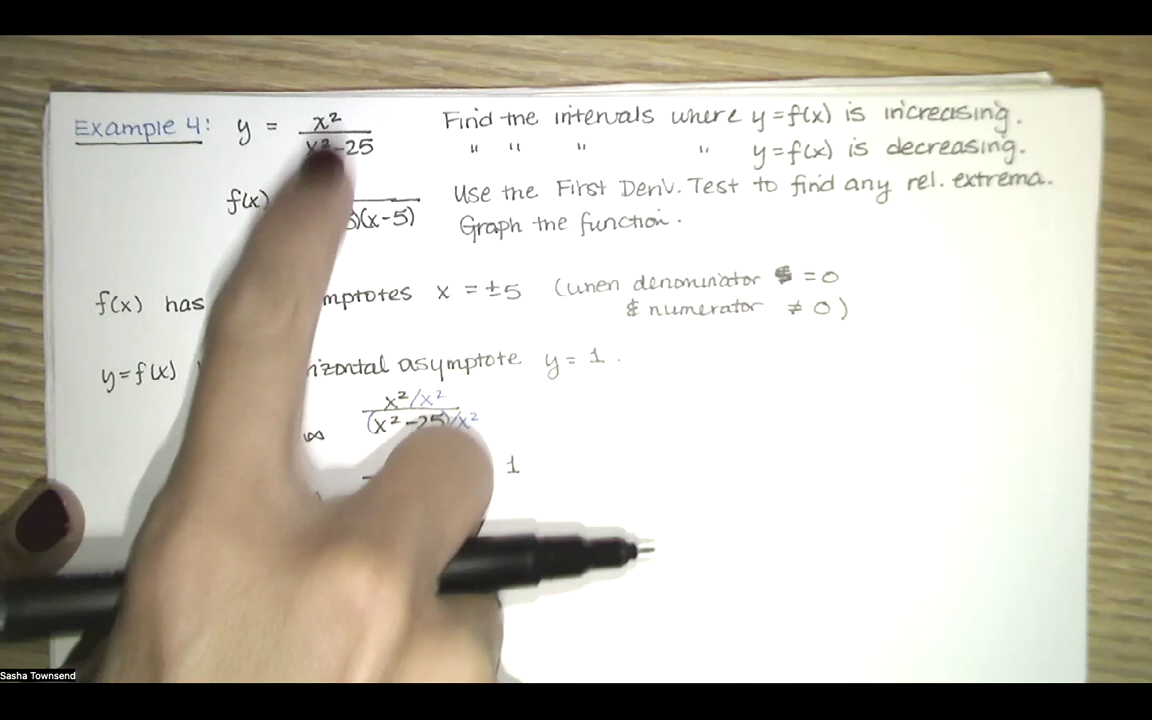 Example 4: y = x²/(x²-25) Find the intervals where y=f(x) is increasing.
" " " " y=f(x) is decreasing.
f(x) )(x-5) Use the First Deriv. Test to find any rel. extrema.
Graph the function.
f(x) has mptotes x = ±5 (when denominator = 0
& numerator ≠ 0)
y=f(x) izontal asymptote y = 1.
∞ x²/x² / (x²-25)/x²
1
Sasha Townsend